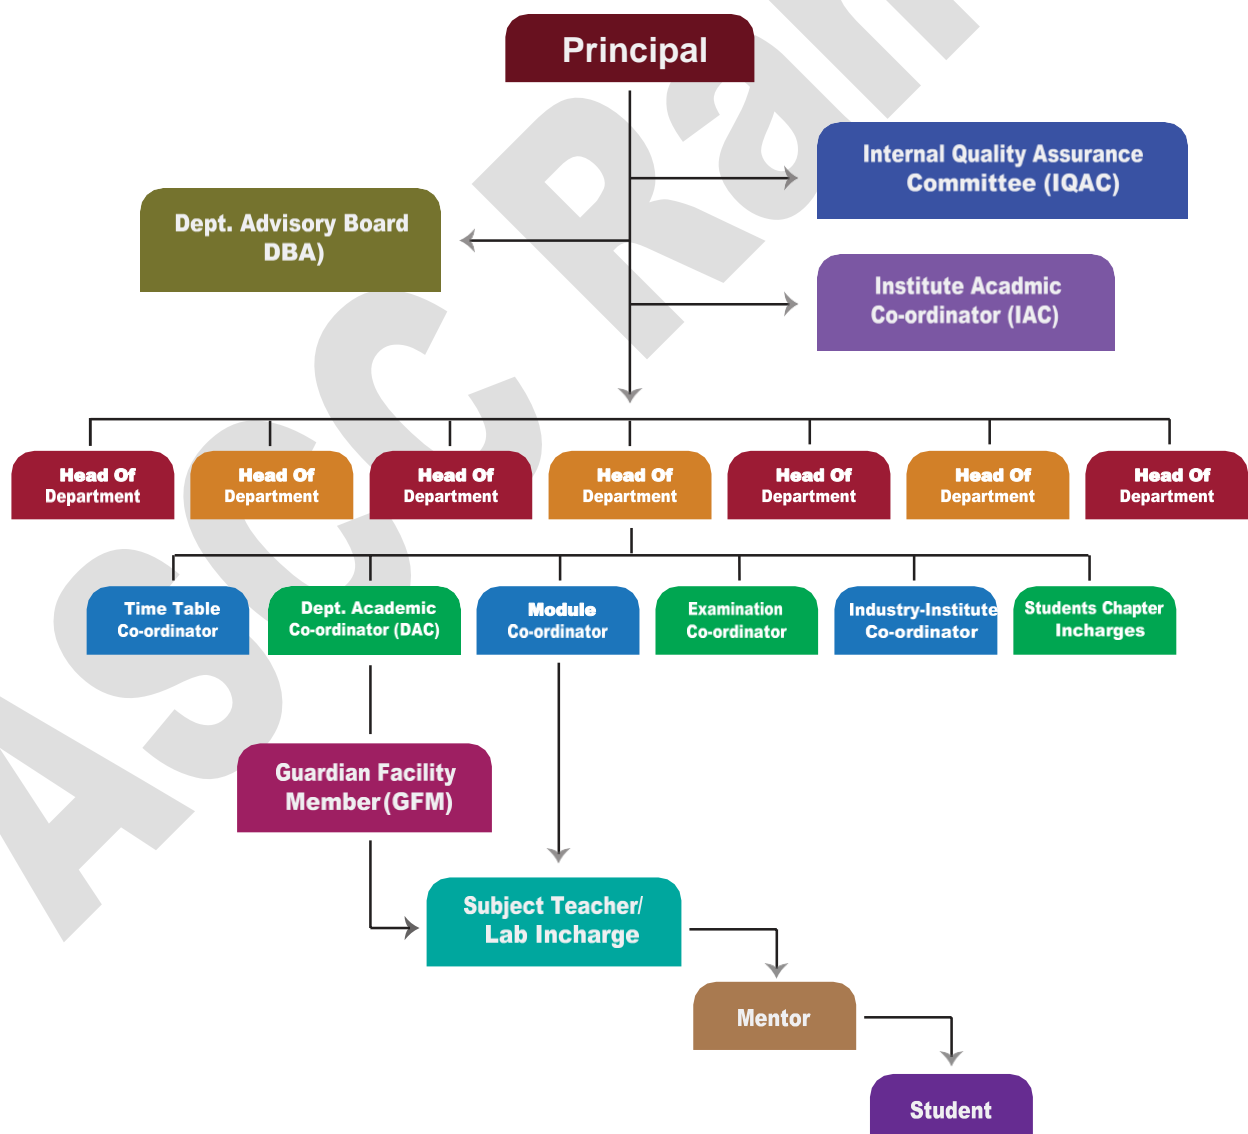 Principal
Internal Quality Assurance
Committee (IQAC)
Dept. Advisory Board
DBA)
Institute Acadmic
Co-ordinator (IAC)
Head Of
Department
Head Of
Department
Head Of
Department
Head Of
Department
Head Of
Department
Head Of
Department
Head Of
Department
Time Table
Co-ordinator
Dept. Academic
Co-ordinator (DAC)
Module
Co-ordinator
Examination
Co-ordinator
Industry-Institute
Co-ordinator
Students Chapter
Incharges
Guardian Facility
Member (GFM)
Subject Teacher/
Lab Incharge
Mentor
Student